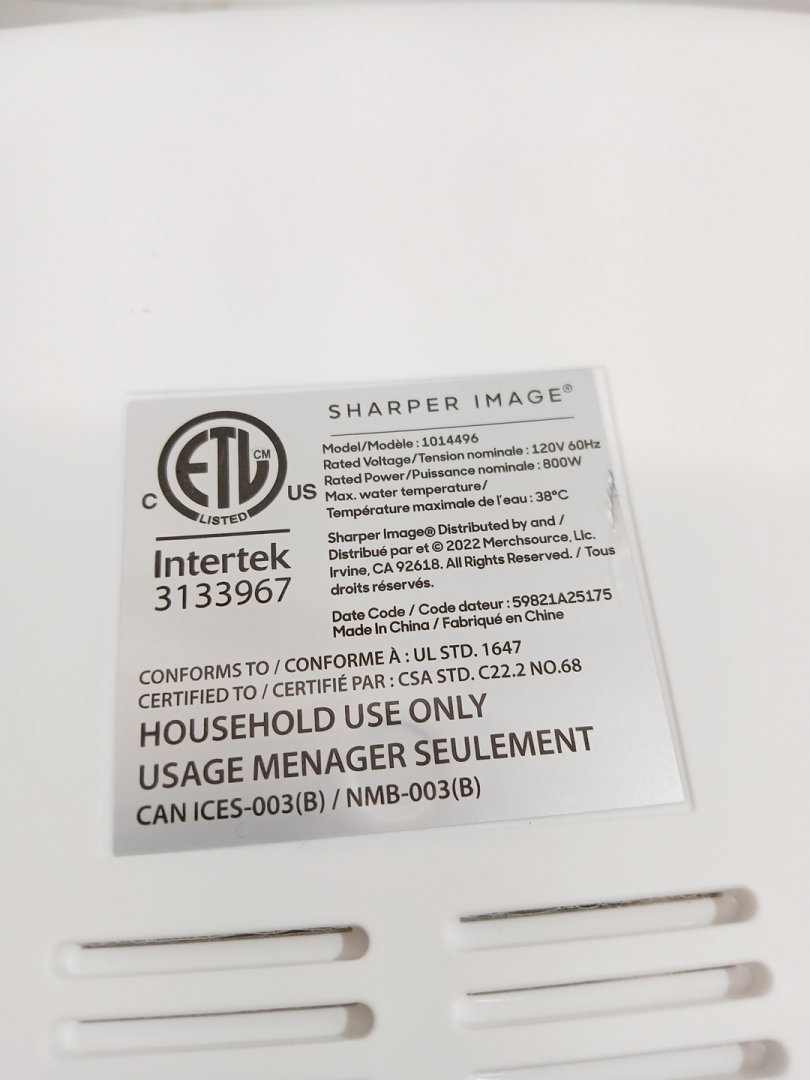 ETL CM
C US
LISTED
Intertek
3133967
SHARPER IMAGE®
Model/Modèle : 1014496
Rated Voltage/Tension nominale : 120V 60Hz
Rated Power/Puissance nominale : 800W
Max. water temperature/
Température maximale de l'eau : 38°C
Sharper Image® Distributed by and /
Distribué par et © 2022 Merchsource, Llc.
Irvine, CA 92618. All Rights Reserved. / Tous
droits réservés.
Date Code / Code dateur : 59821A25175
Made In China / Fabriqué en Chine
CONFORMS TO / CONFORME À : UL STD. 1647
CERTIFIED TO / CERTIFIÉ PAR : CSA STD. C22.2 NO.68
HOUSEHOLD USE ONLY
USAGE MENAGER SEULEMENT
CAN ICES-003(B) / NMB-003(B)